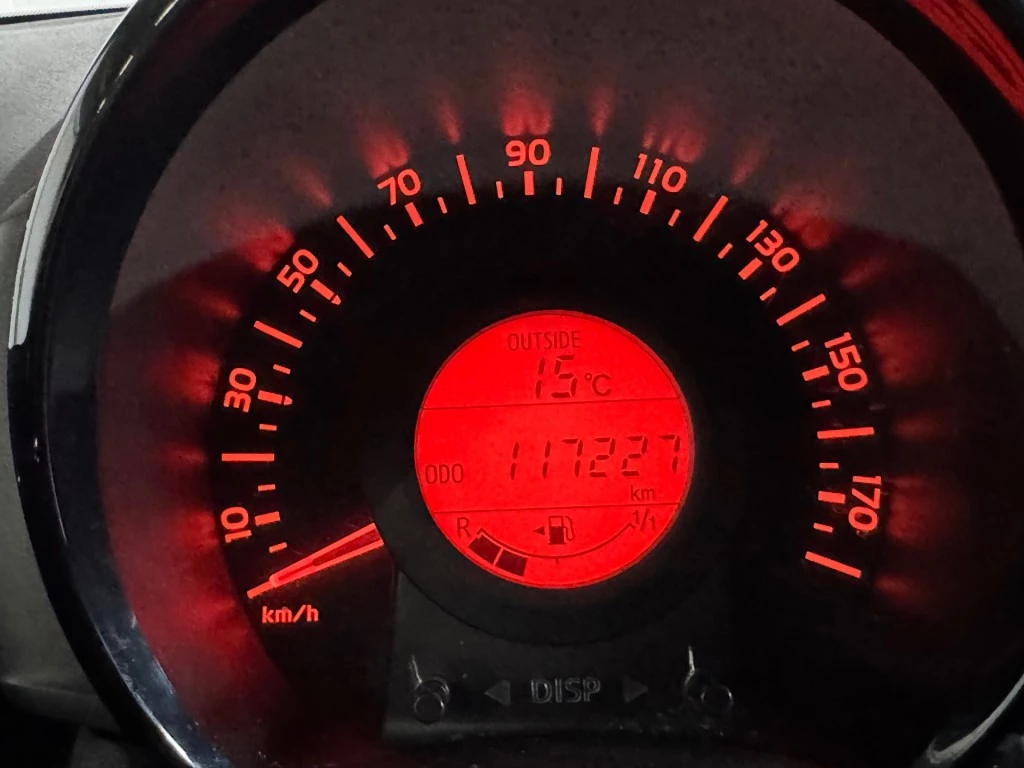 10
30
50
70
90
110
130
150
170
km/h
OUTSIDE
15 °C
ODO 117227
km
R 1/1
◀ DISP ▶